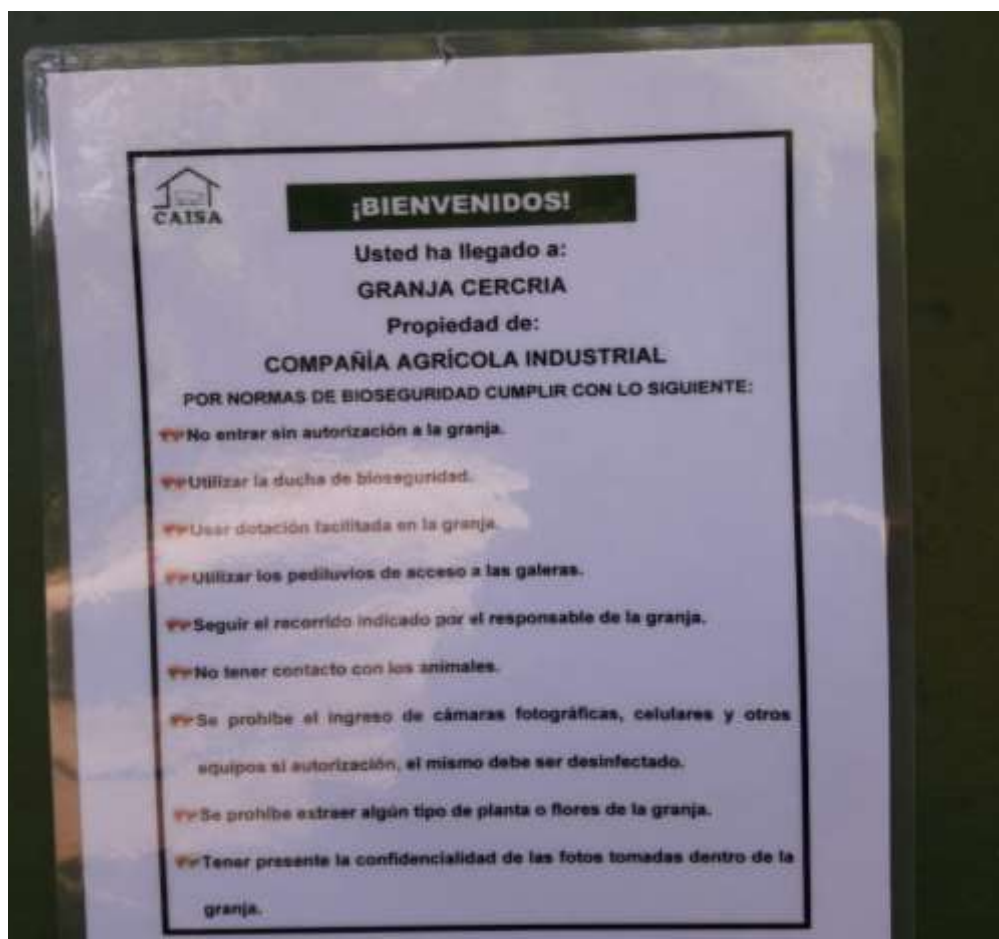 CAISA
¡BIENVENIDOS!
Usted ha llegado a:
GRANJA CERCRIA
Propiedad de:
COMPAÑÍA AGRÍCOLA INDUSTRIAL
POR NORMAS DE BIOSEGURIDAD CUMPLIR CON LO SIGUIENTE:
No entrar sin autorización a la granja.
Utilizar la ducha de bioseguridad.
Usar dotación facilitada en la granja.
Utilizar los pediluvios de acceso a las galeras.
Seguir el recorrido indicado por el responsable de la granja.
No tener contacto con los animales.
Se prohibe el ingreso de cámaras fotográficas, celulares y otros
equipos si autorización, el mismo debe ser desinfectado.
Se prohibe extraer algún tipo de planta o flores de la granja.
Tener presente la confidencialidad de las fotos tomadas dentro de la
granja.